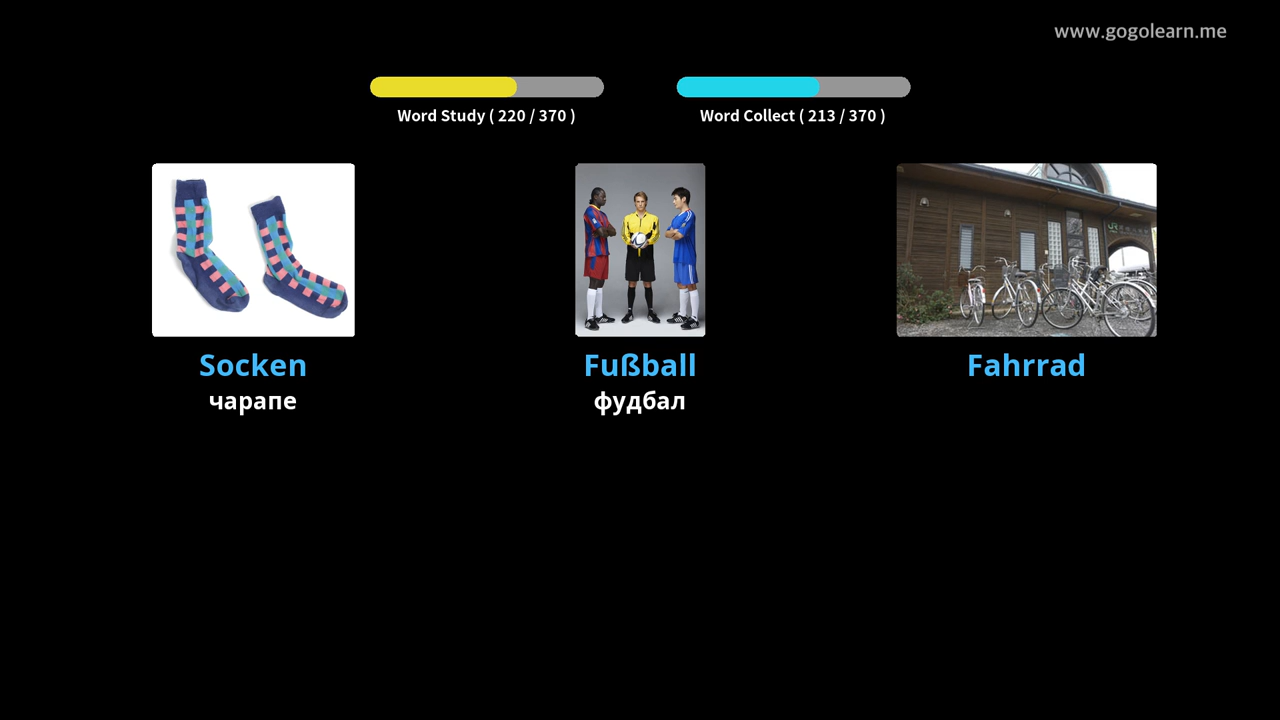 www.gogolearn.me
Word Study ( 220 / 370 )
Word Collect ( 213 / 370 )
Socken
чарапе
Fußball
фудбал
Fahrrad